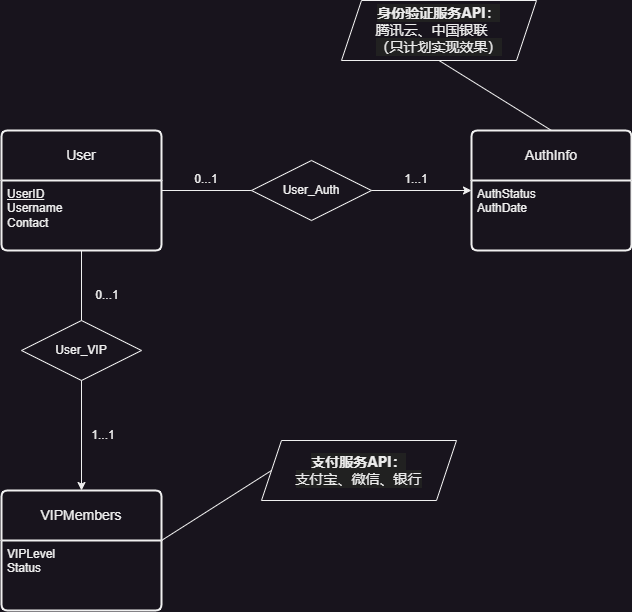 身份验证服务API：
腾讯云、中国银联
（只计划实现效果）
User
AuthInfo
UserID
Username
Contact
0...1
User_Auth
1...1
AuthStatus
AuthDate
0...1
User_VIP
1...1
支付服务API：
支付宝、微信、银行
VIPMembers
VIPLevel
Status